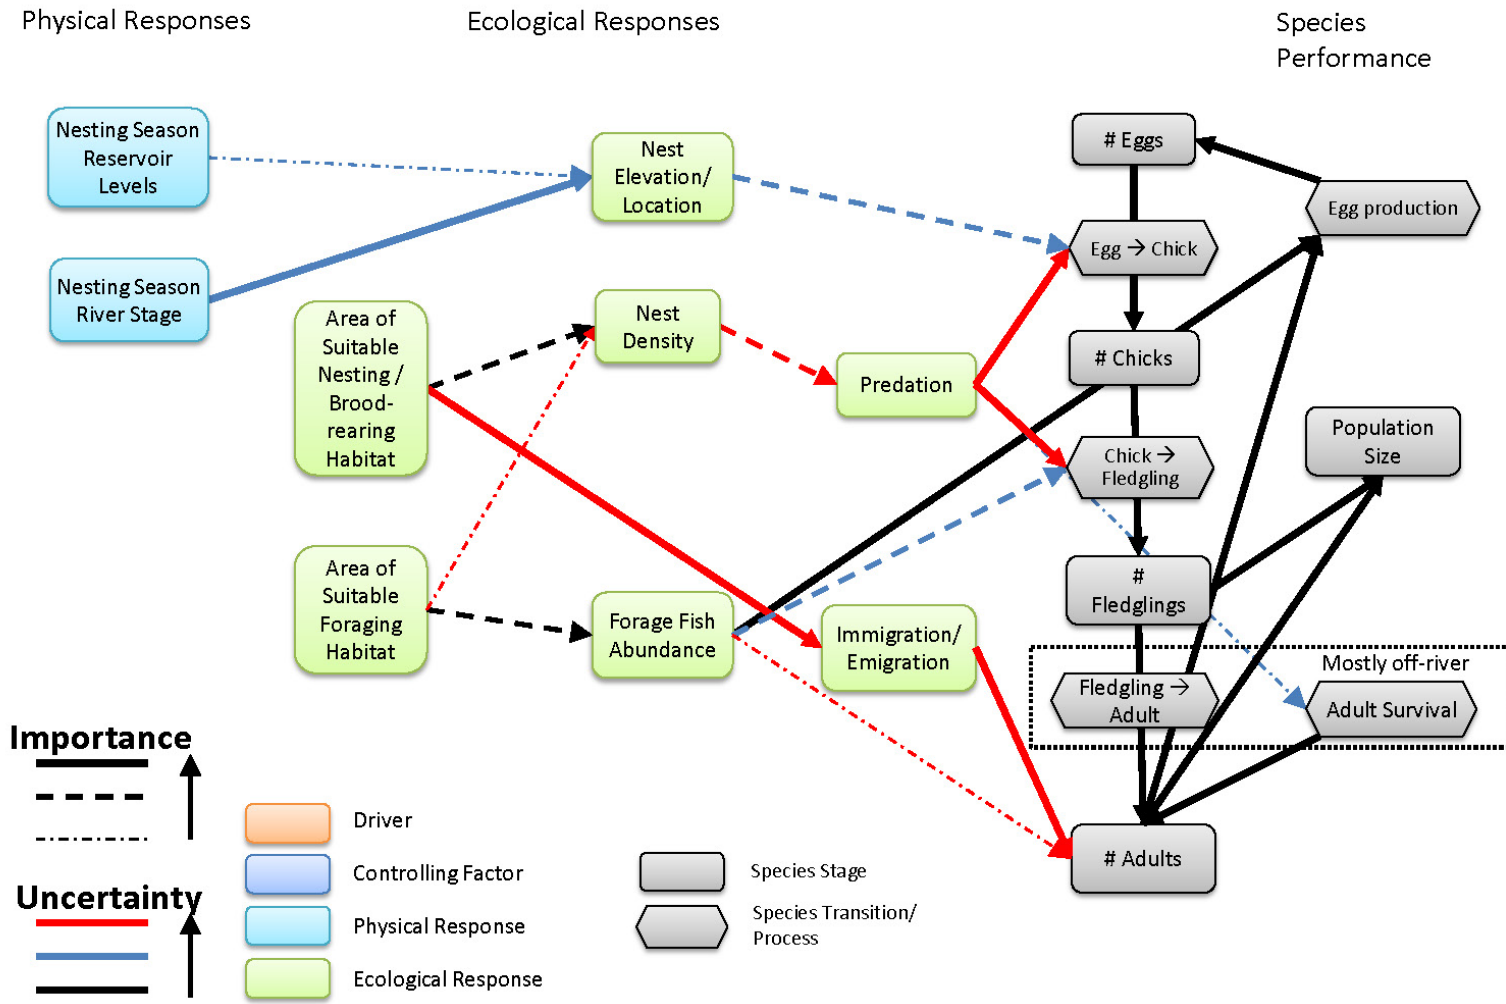 Physical Responses
Ecological Responses
Species
Performance
Nesting Season
Reservoir
Levels
Nest
Elevation/
Location
# Eggs
Egg production
Egg → Chick
Nesting Season
River Stage
Area of
Suitable
Nesting /
Brood-
rearing
Habitat
Nest
Density
Predation
# Chicks
Population
Size
Chick →
Fledgling
Area of
Suitable
Foraging
Habitat
Forage Fish
Abundance
Immigration/
Emigration
#
Fledglings
Mostly off-river
Fledgling →
Adult
Adult Survival
# Adults
Importance
Uncertainty
Driver
Controlling Factor
Physical Response
Ecological Response
Species Stage
Species Transition/
Process